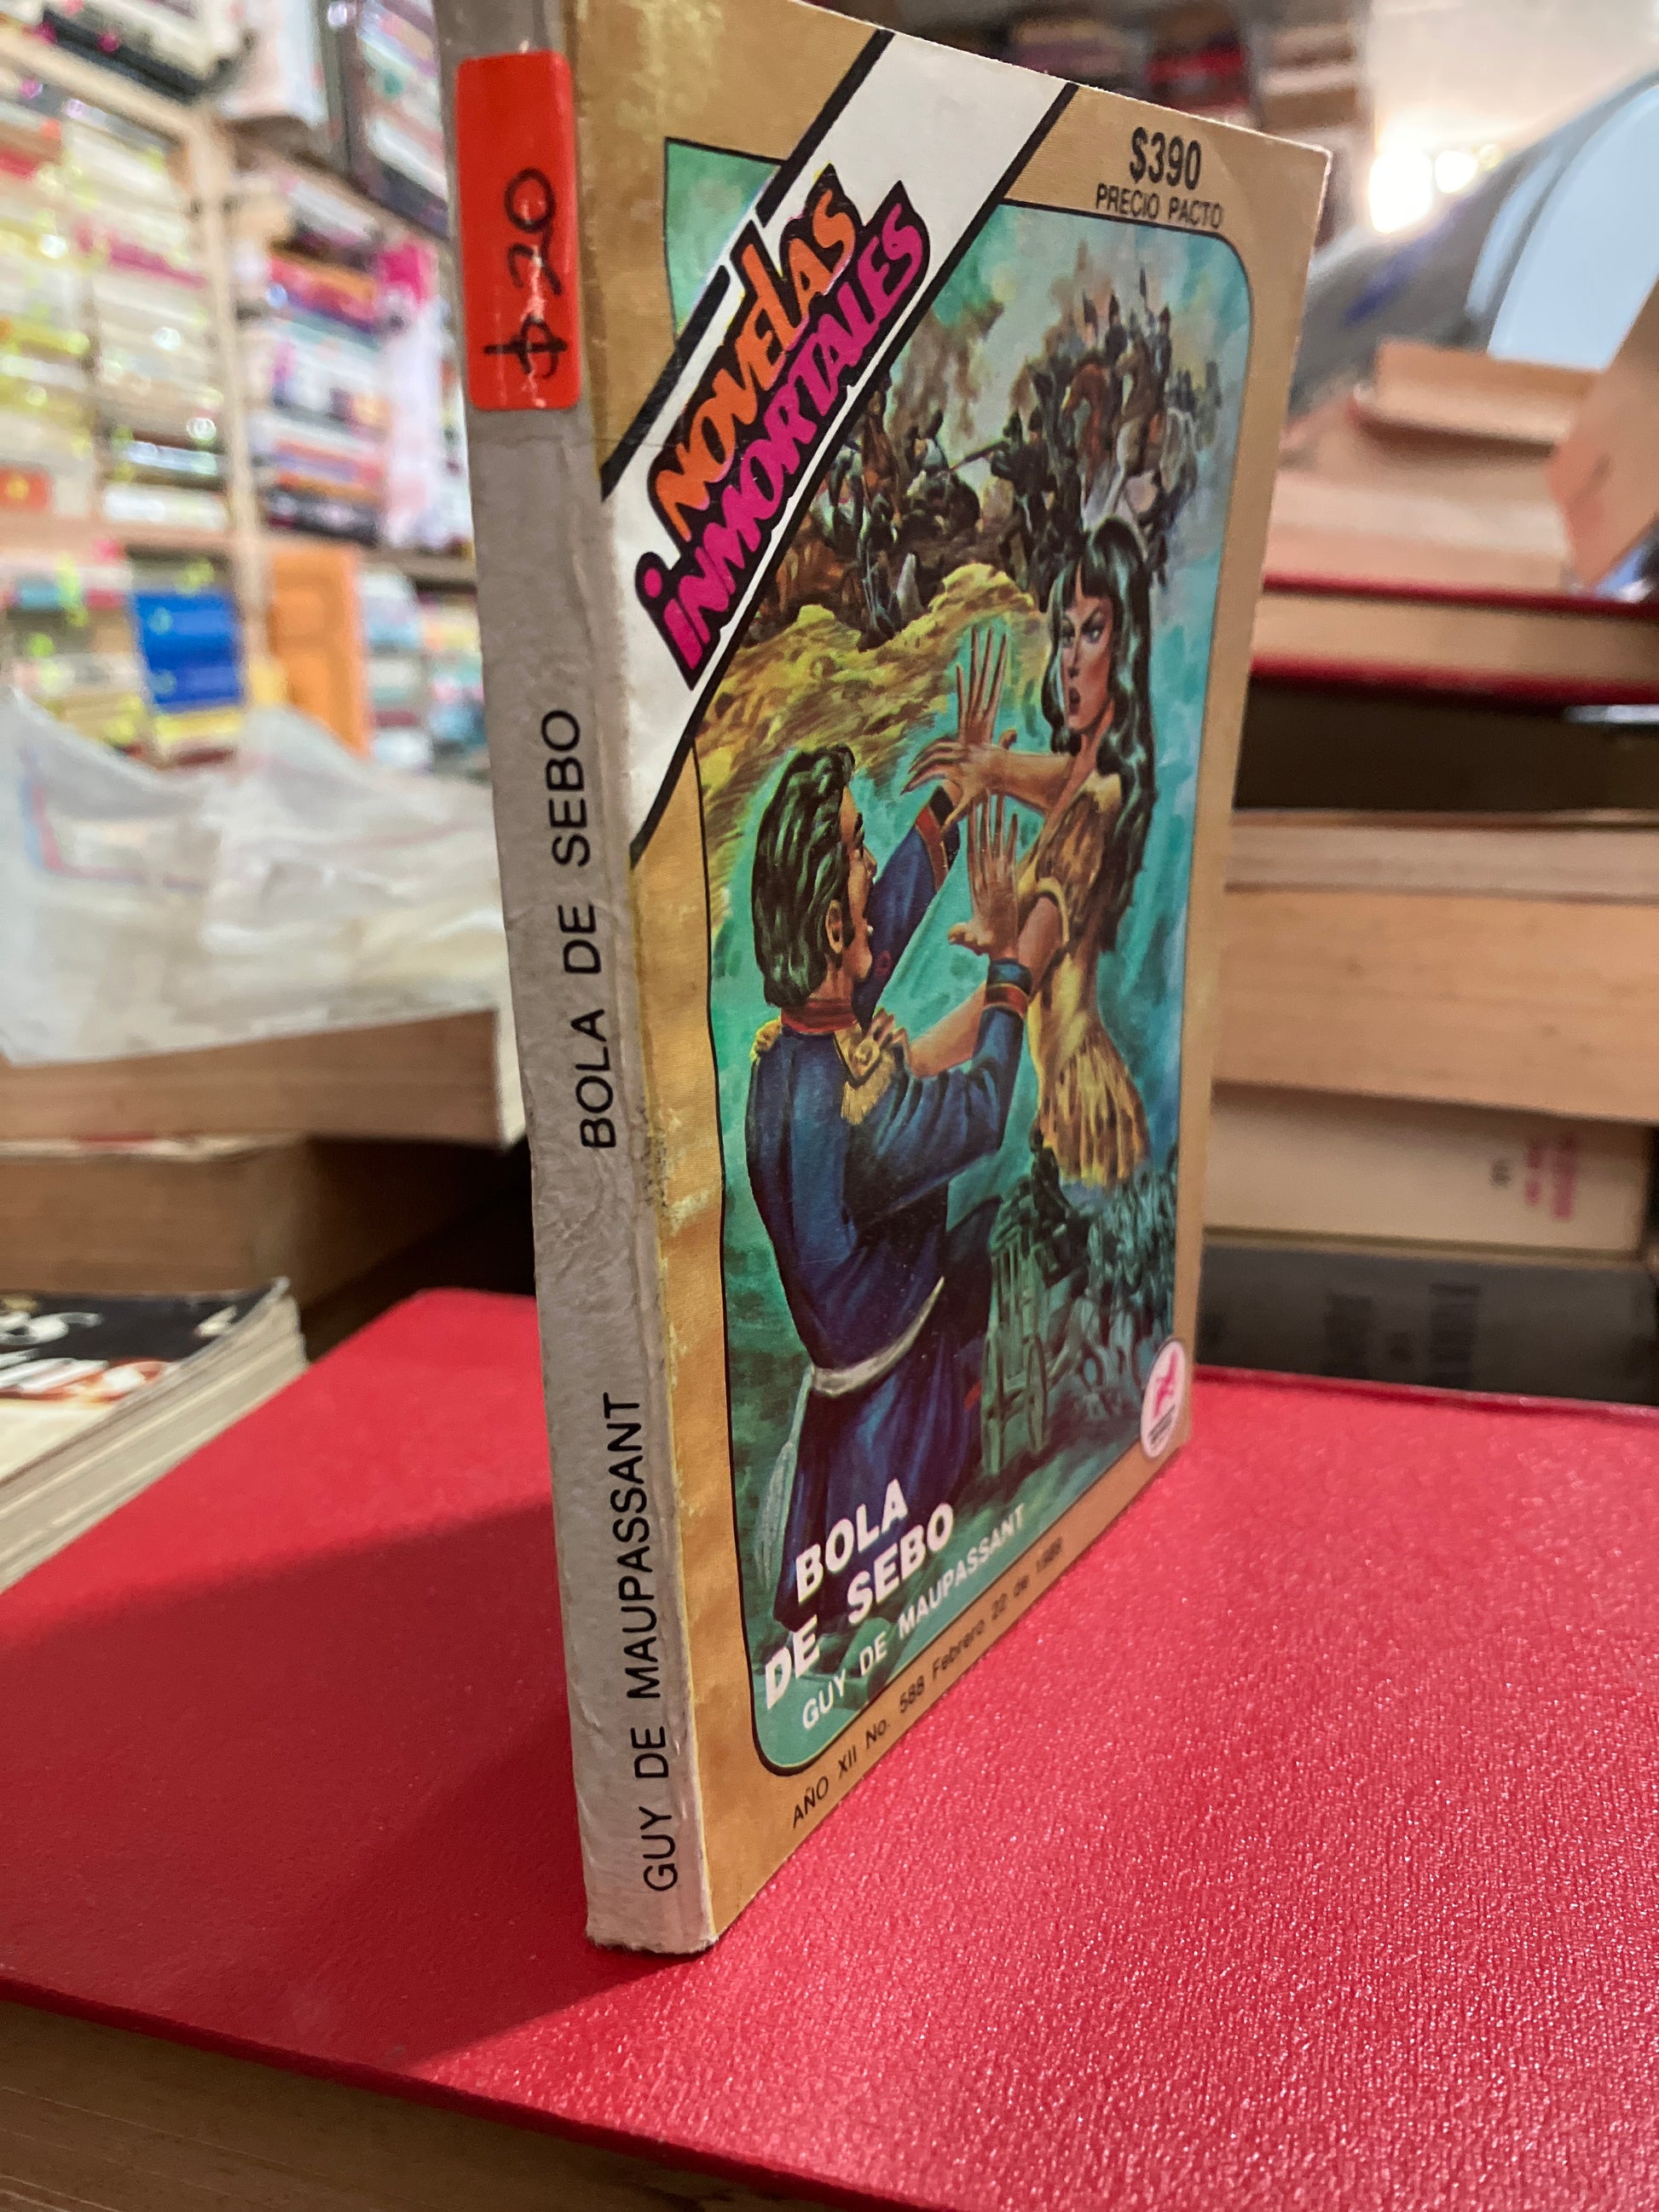 $20
BOLA DE SEBO
GUY DE MAUPASSANT
$390
PRECIO PACTO
NOVELAS
INMORTALES
BOLA
DE SEBO
GUY DE MAUPASSANT
AÑO XII No. 588 Febrero 22 de 1989